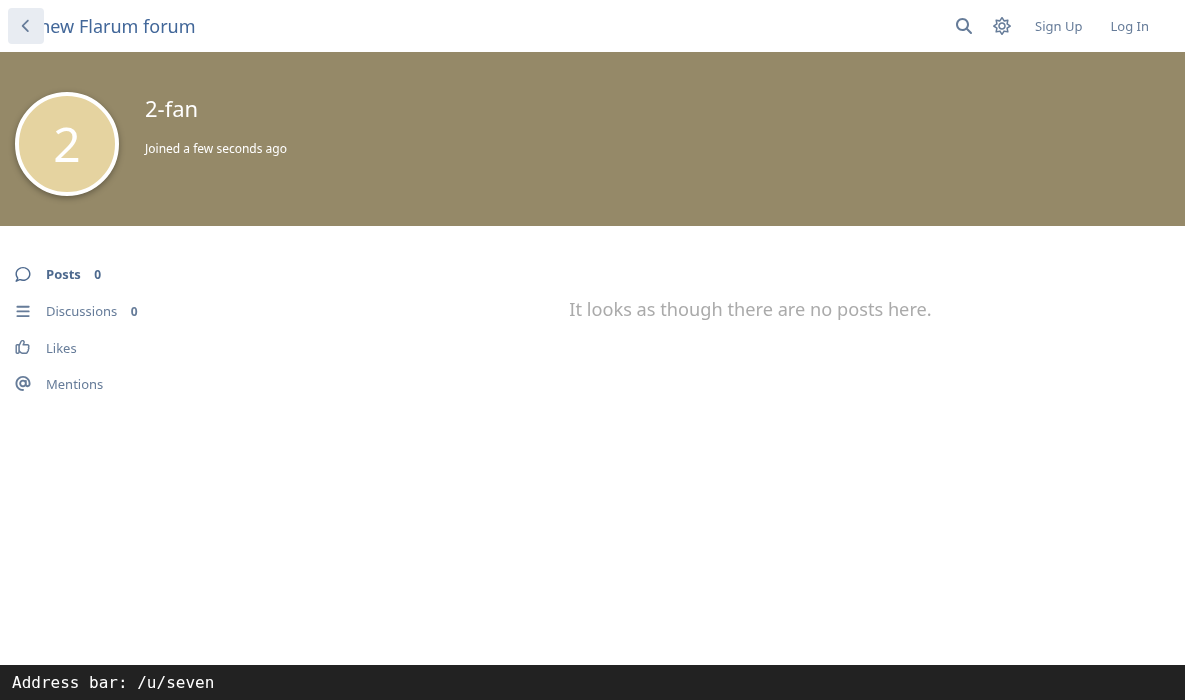 new Flarum forum
Sign Up
Log In
2
2-fan
Joined a few seconds ago
Posts 0
Discussions 0
Likes
Mentions
It looks as though there are no posts here.
Address bar: /u/seven